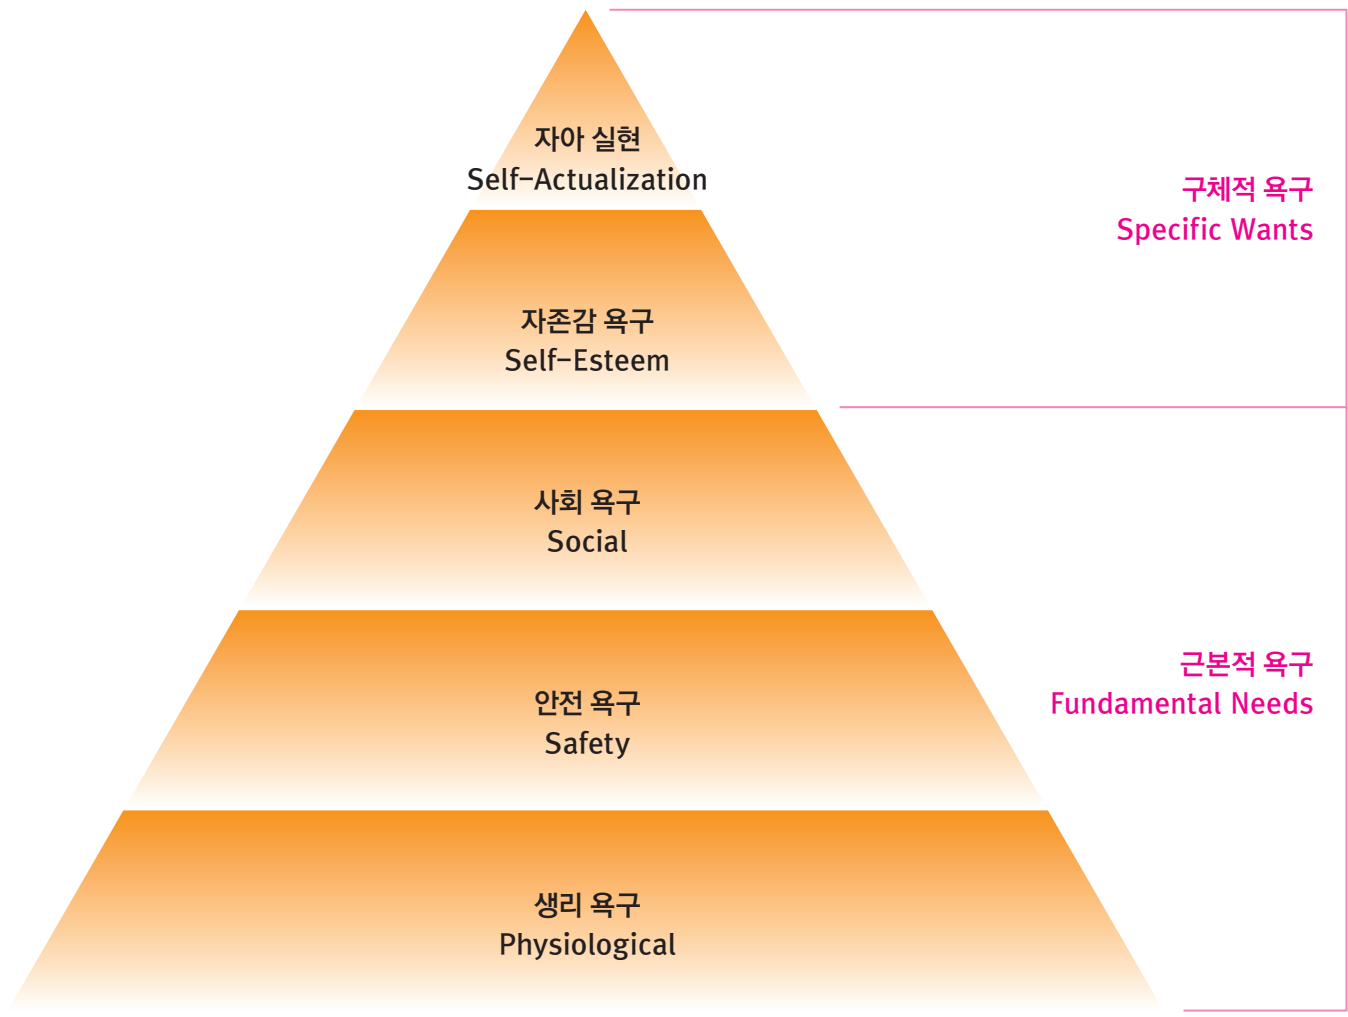 자아 실현
Self-Actualization
구체적 욕구
Specific Wants
자존감 욕구
Self-Esteem
사회 욕구
Social
근본적 욕구
Fundamental Needs
안전 욕구
Safety
생리 욕구
Physiological